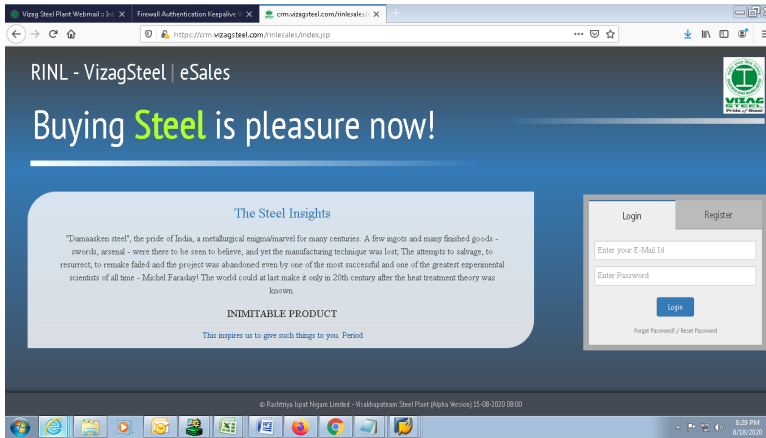 Vizag Steel Plant Webmail :: Inb
Firewall Authentication Keepalive W
crm.vizagsteel.com/rinlesales/i
https://crm.vizagsteel.com/rinlesales/index.jsp
RINL - VizagSteel | eSales
VIZAG
STEEL
Pride of Steel
Buying Steel is pleasure now!
The Steel Insights
"Damaasken steel", the pride of India, a metallurgical enigma/marvel for many centuries. A few ingots and many finished goods -
swords, arsenal - were there to be seen to believe, and yet the manufacturing technique was lost; The attempts to salvage, to
resurrect, to remake failed and the project was abandoned even by one of the most successful and one of the greatest experimental
scientists of all time - Michel Faraday! The world could at last make it only in 20th century after the heat treatment theory was
known.
INIMITABLE PRODUCT
This inspires us to give such things to you. Period
Login Register
Enter your E-Mail Id
Enter Password
Login
Forgot Password? / Reset Password
© Rashtriya Ispat Nigam Limited - Visakhapatnam Steel Plant (Alpha Version) 15-08-2020 08:00
8:29 PM
8/18/2020